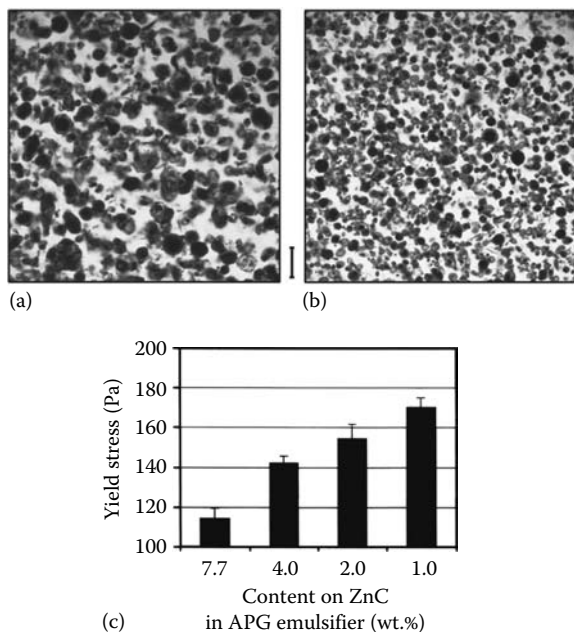 (a)
(b)
200
180
160
140
120
100
Yield stress (Pa)
7.7 4.0 2.0 1.0
Content on ZnC
in APG emulsifier (wt.%)
(c)